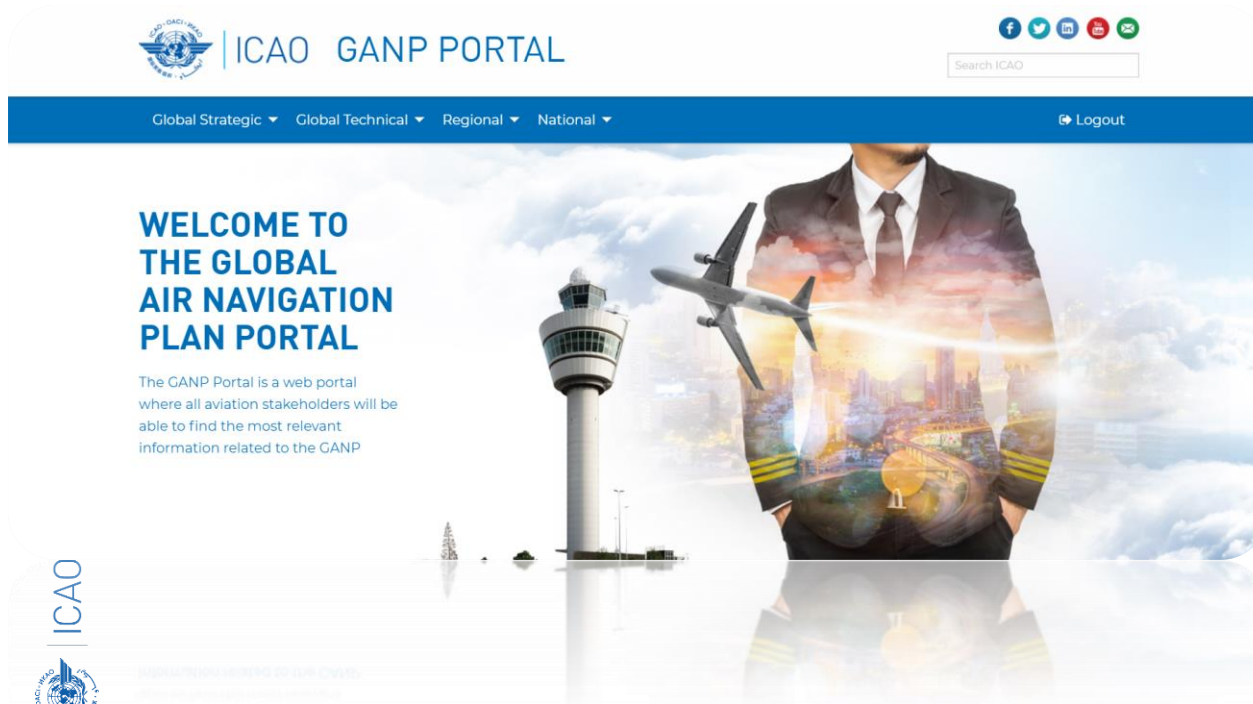 ICAO GANP PORTAL
Search ICAO
Global Strategic Global Technical Regional National Logout
WELCOME TO
THE GLOBAL
AIR NAVIGATION
PLAN PORTAL
The GANP Portal is a web portal
where all aviation stakeholders will be
able to find the most relevant
information related to the GANP
ICAO